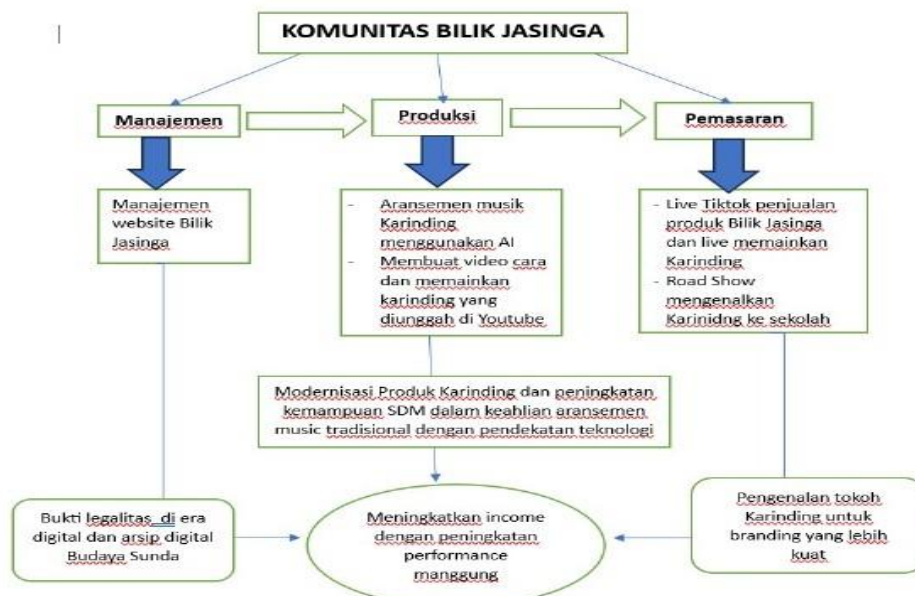 KOMUNITAS BILIK JASINGA
Manajemen
Produksi
Pemasaran
Manajemen
website Bilik
Jasinga
- Aransemen musik
Karinding
menggunakan AI
- Membuat video cara
dan memainkan
karinding yang
diunggah di Youtube
- Live Tiktok penjualan
produk Bilik Jasinga
dan live memainkan
Karinding
- Road Show
mengenalkan
Karinidng ke sekolah
Modernisasi Produk Karinding dan peningkatan
kemampuan SDM dalam keahlian aransemen
music tradisional dengan pendekatan teknologi
Bukti legalitas di era
digital dan arsip digital
Budaya Sunda
Meningkatkan income
dengan peningkatan
performance
manggung
Pengenalan tokoh
Karinding untuk
branding yang lebih
kuat